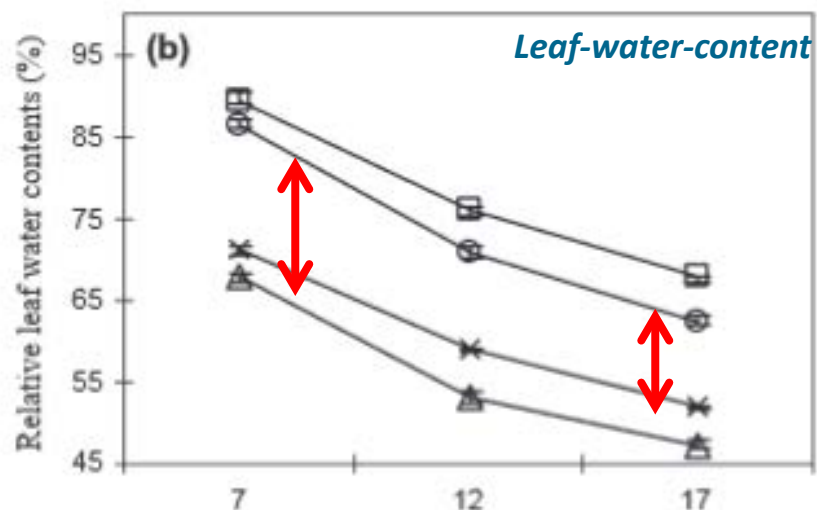 (b)
Leaf-water-content
Relative leaf water contents (%)
95
85
75
65
55
45
7 12 17